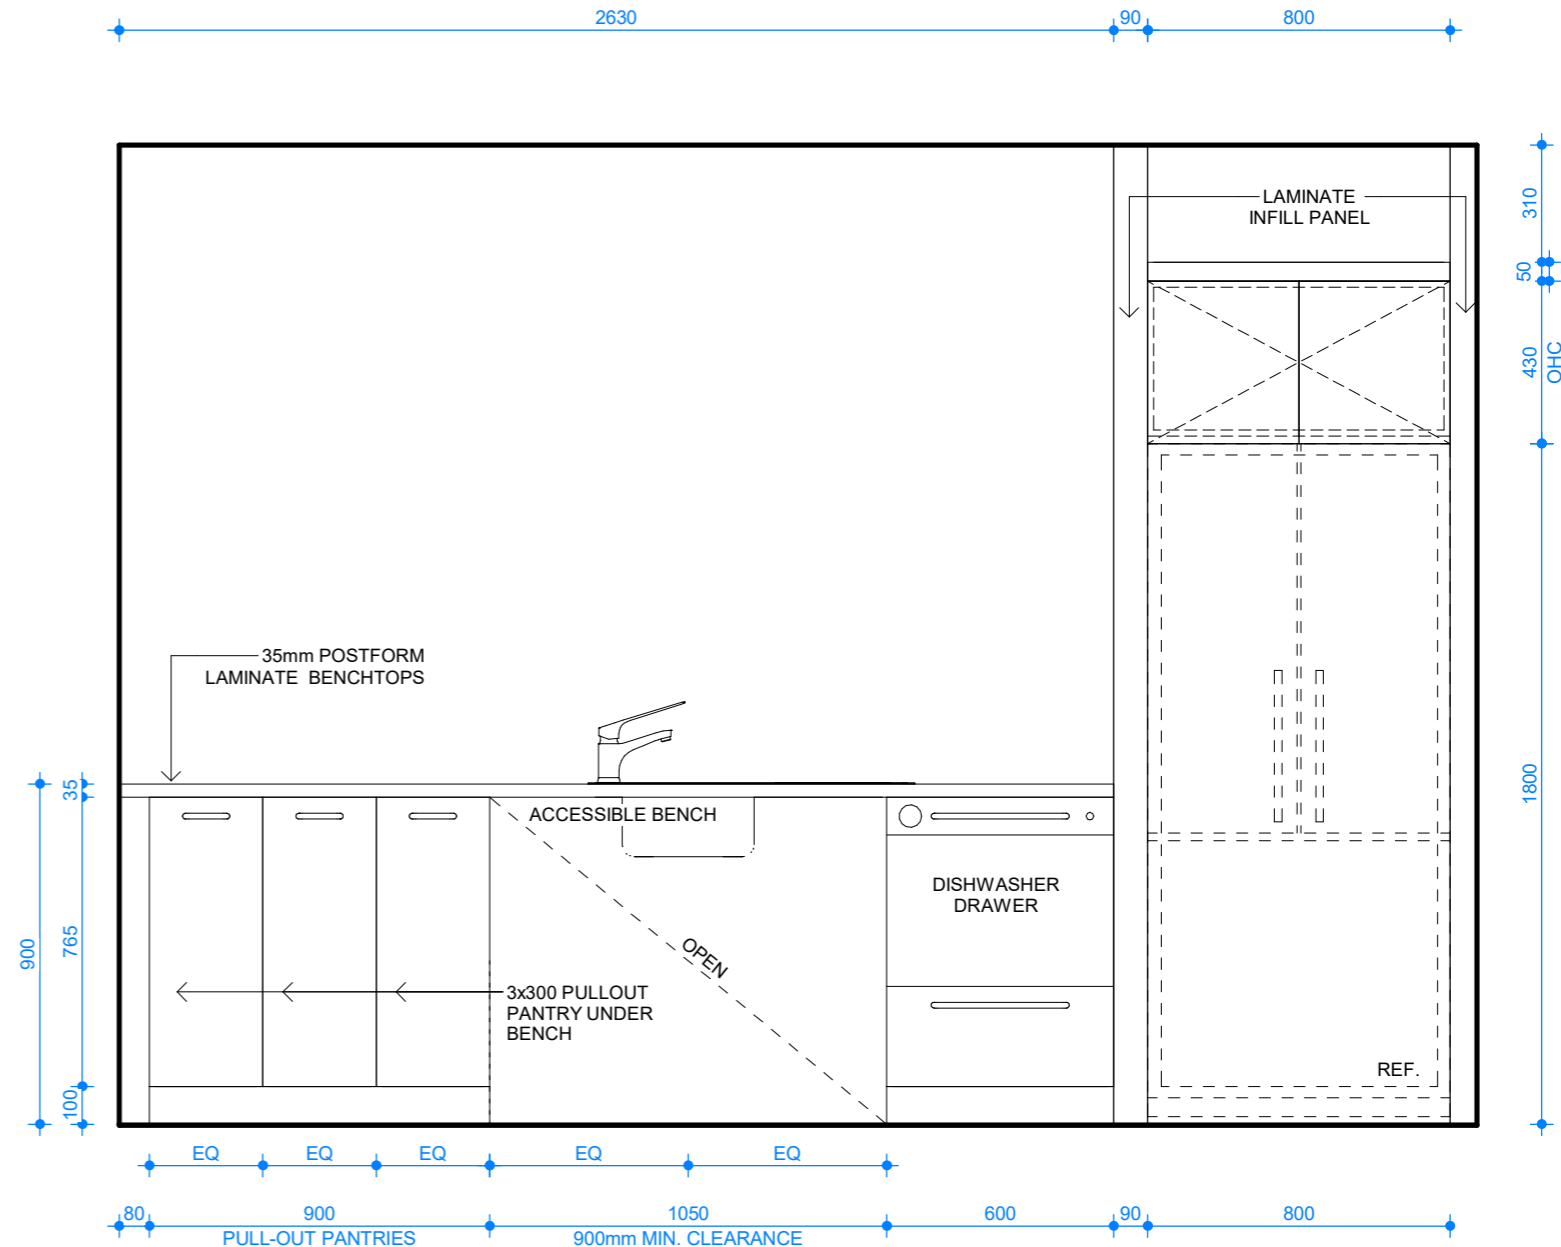 2630
90
800
LAMINATE
INFILL PANEL
310
50
430
OHC
1800
35mm POSTFORM
LAMINATE BENCHTOPS
35
765
100
900
ACCESSIBLE BENCH
OPEN
DISHWASHER
DRAWER
3x300 PULLOUT
PANTRY UNDER
BENCH
REF.
EQ
EQ
EQ
EQ
EQ
80
900
PULL-OUT PANTRIES
1050
900mm MIN. CLEARANCE
600
90
800